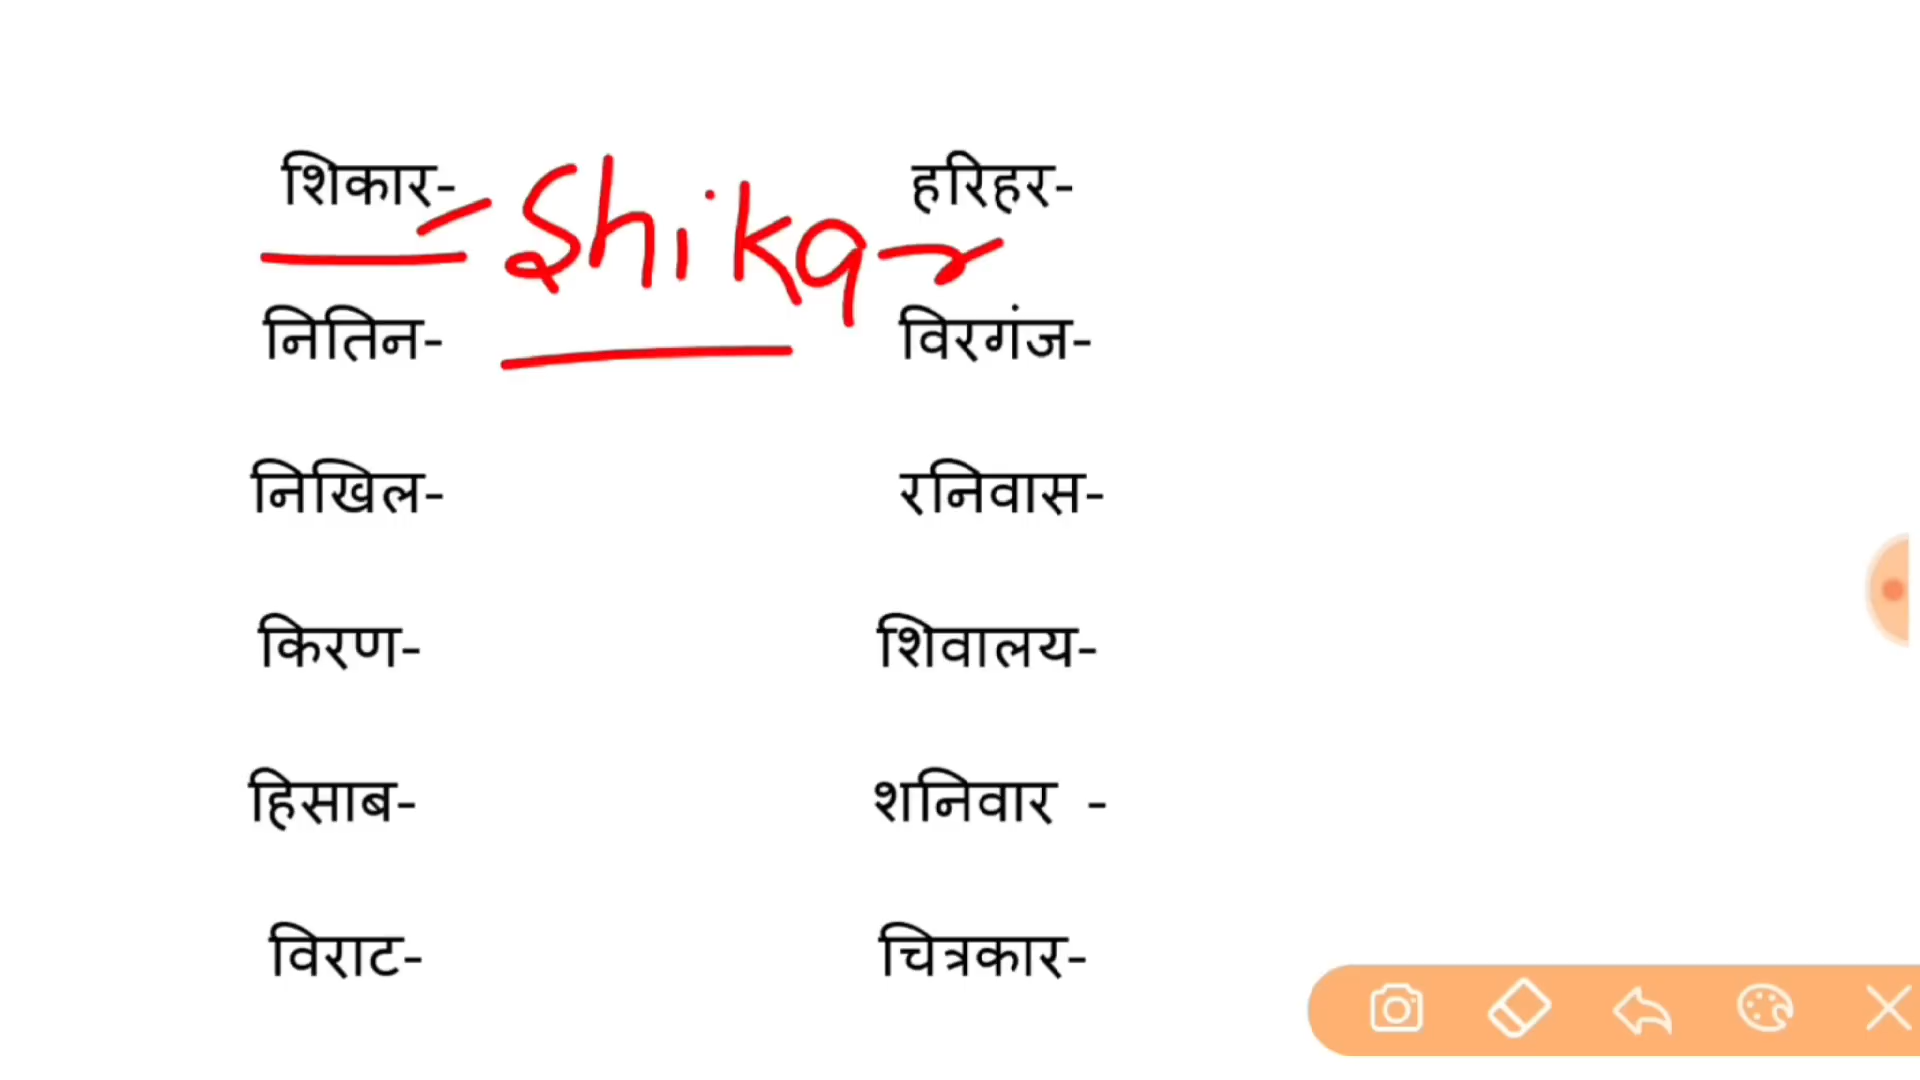 शिकार- Shikar हरिहर-
नितिन- विरगंज-
निखिल- रनिवास-
किरण- शिवालय-
हिसाब- शनिवार -
विराट- चित्रकार-